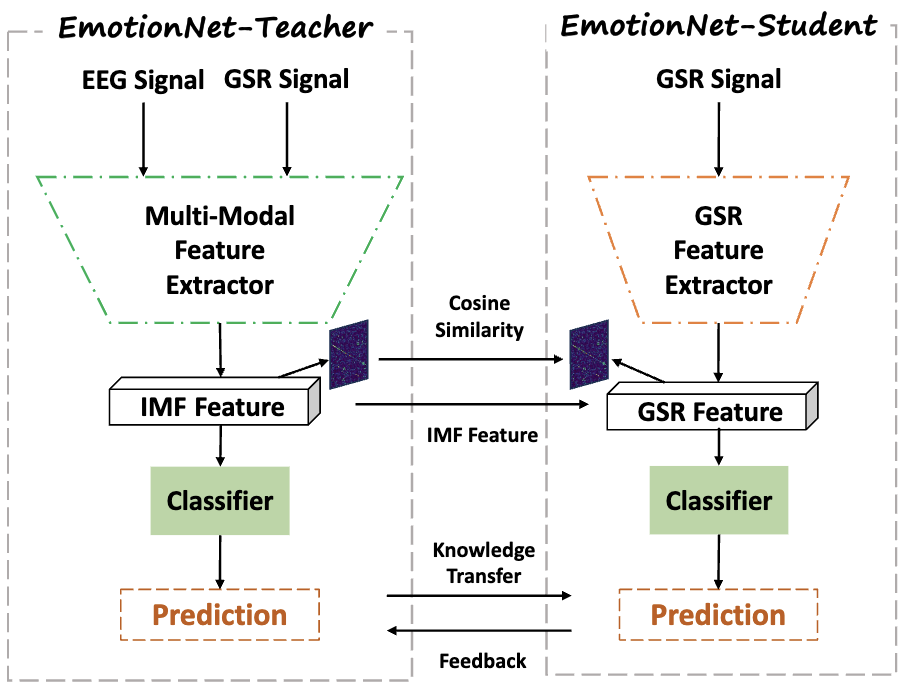 EmotionNet-Teacher
EEG Signal
GSR Signal
Multi-Modal
Feature
Extractor
IMF Feature
Classifier
Prediction
Cosine
Similarity
IMF Feature
Knowledge
Transfer
Feedback
EmotionNet-Student
GSR Signal
GSR
Feature
Extractor
GSR Feature
Classifier
Prediction